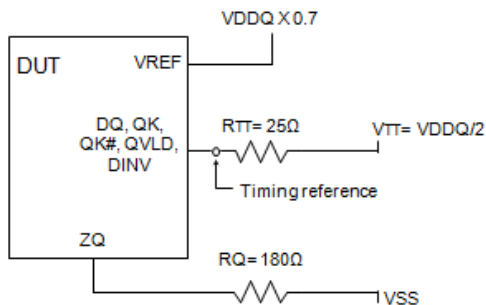 VDDQ X 0.7
DUT
VREF
DQ, QK,
QK#, QVLD,
DINV
RTT= 25Ω
VTT= VDDQ/2
Timing reference
ZQ
RQ= 180Ω
VSS